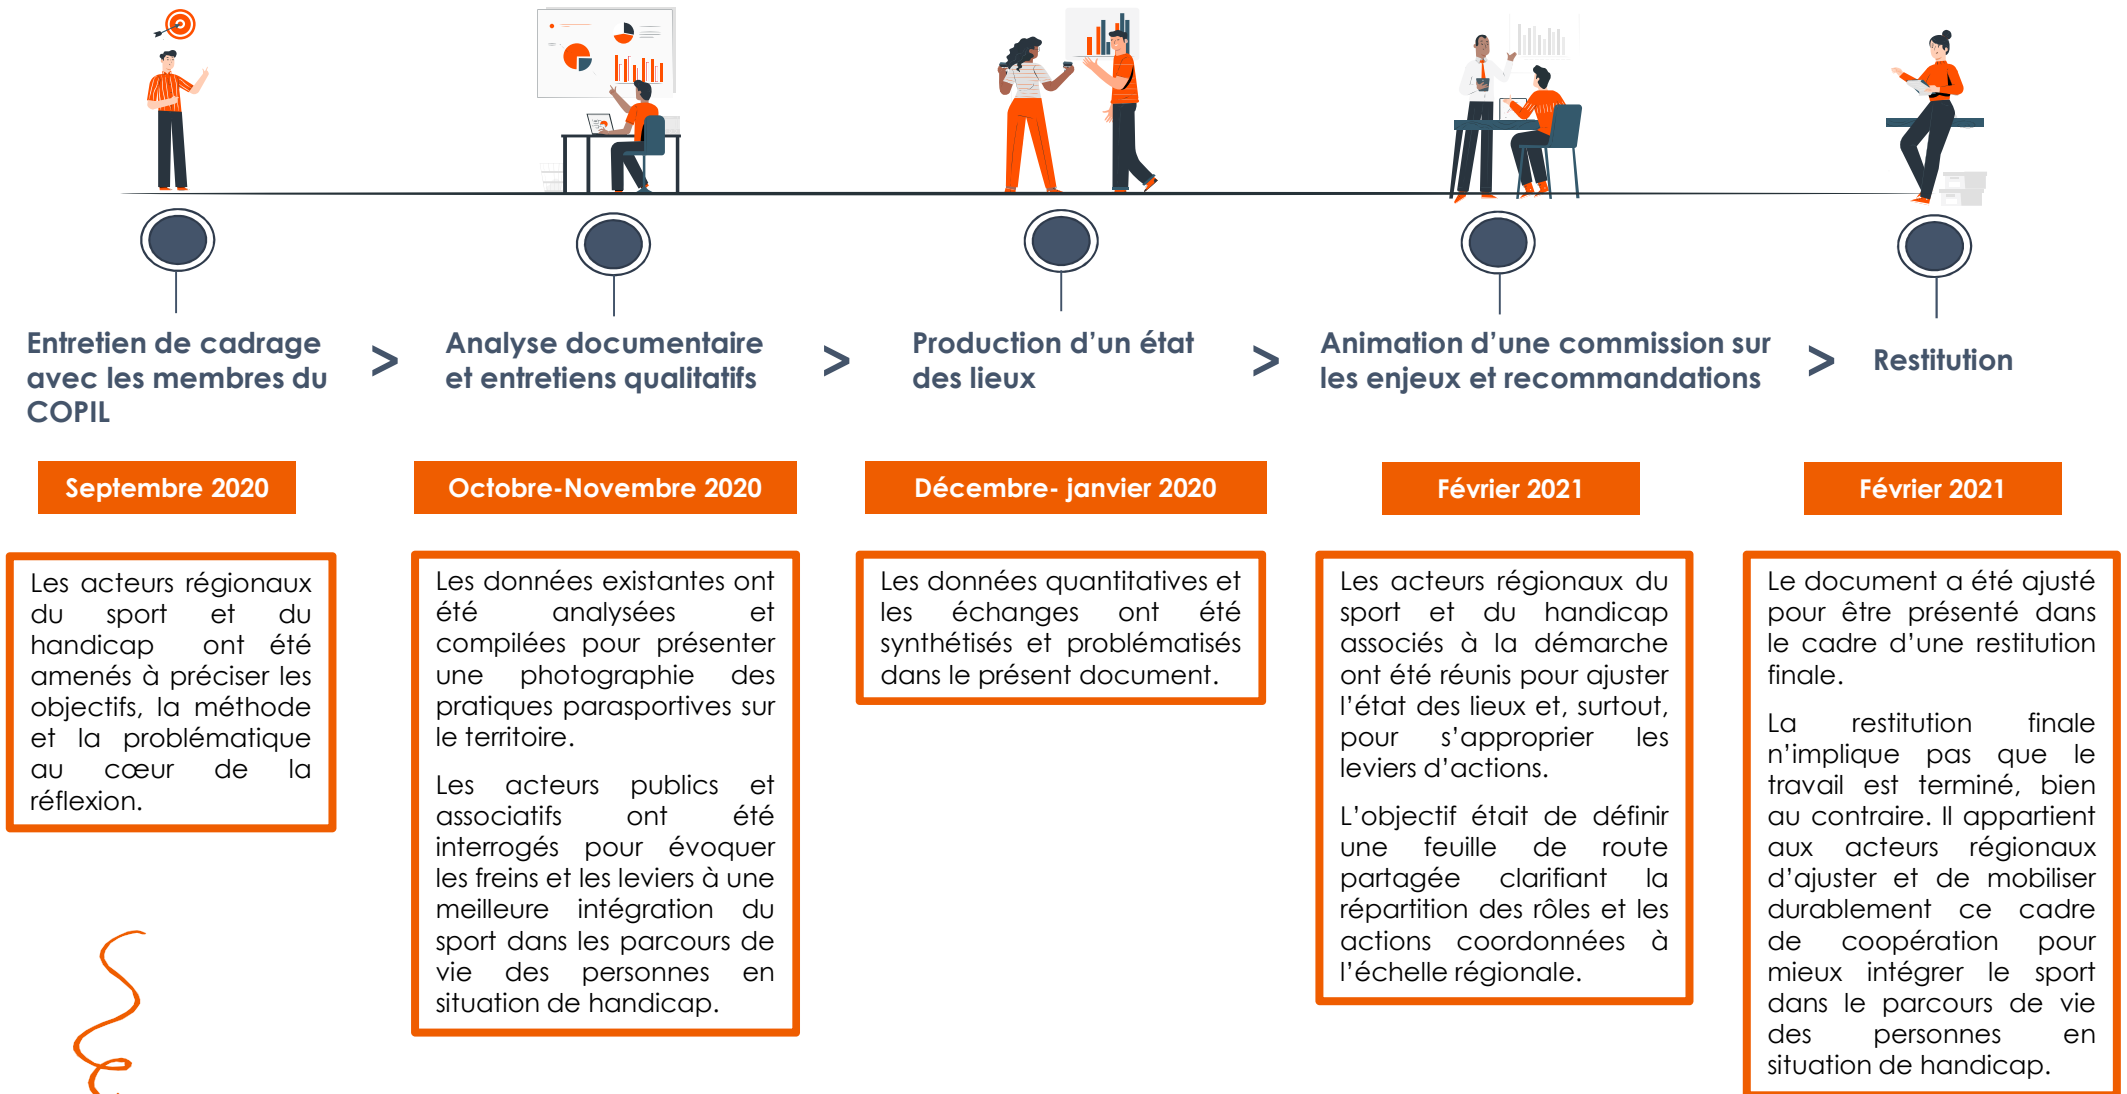 Entretien de cadrage
avec les membres du
COPIL
>
Analyse documentaire
et entretiens qualitatifs
>
Production d’un état
des lieux
>
Animation d’une commission sur
les enjeux et recommandations
>
Restitution
Septembre 2020
Octobre-Novembre 2020
Décembre- janvier 2020
Février 2021
Février 2021
Les acteurs régionaux
du sport et du
handicap ont été
amenés à préciser les
objectifs, la méthode
et la problématique
au cœur de la
réflexion.
Les données existantes ont
été analysées et
compilées pour présenter
une photographie des
pratiques parasportives sur
le territoire.
Les acteurs publics et
associatifs ont été
interrogés pour évoquer
les freins et les leviers à une
meilleure intégration du
sport dans les parcours de
vie des personnes en
situation de handicap.
Les données quantitatives et
les échanges ont été
synthétisés et problématisés
dans le présent document.
Les acteurs régionaux du
sport et du handicap
associés à la démarche
ont été réunis pour ajuster
l’état des lieux et, surtout,
pour s’approprier les
leviers d’actions.
L’objectif était de définir
une feuille de route
partagée clarifiant la
répartition des rôles et les
actions coordonnées à
l’échelle régionale.
Le document a été ajusté
pour être présenté dans
le cadre d’une restitution
finale.
La restitution finale
n’implique pas que le
travail est terminé, bien
au contraire. Il appartient
aux acteurs régionaux
d’ajuster et de mobiliser
durablement ce cadre
de coopération pour
mieux intégrer le sport
dans le parcours de vie
des personnes en
situation de handicap.